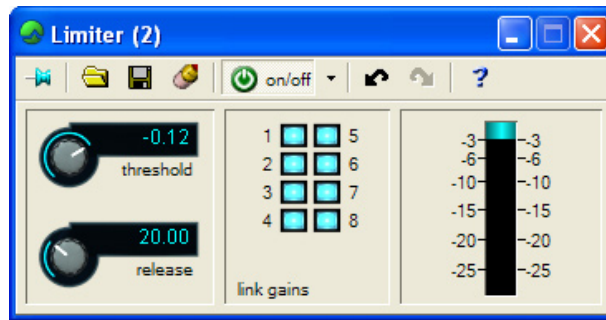 Limiter (2)
on/off ?
-0.12
threshold
20.00
release
1 5
2 6
3 7
4 8
link gains
-3 -3
-6 -6
-10 -10
-15 -15
-20 -20
-25 -25